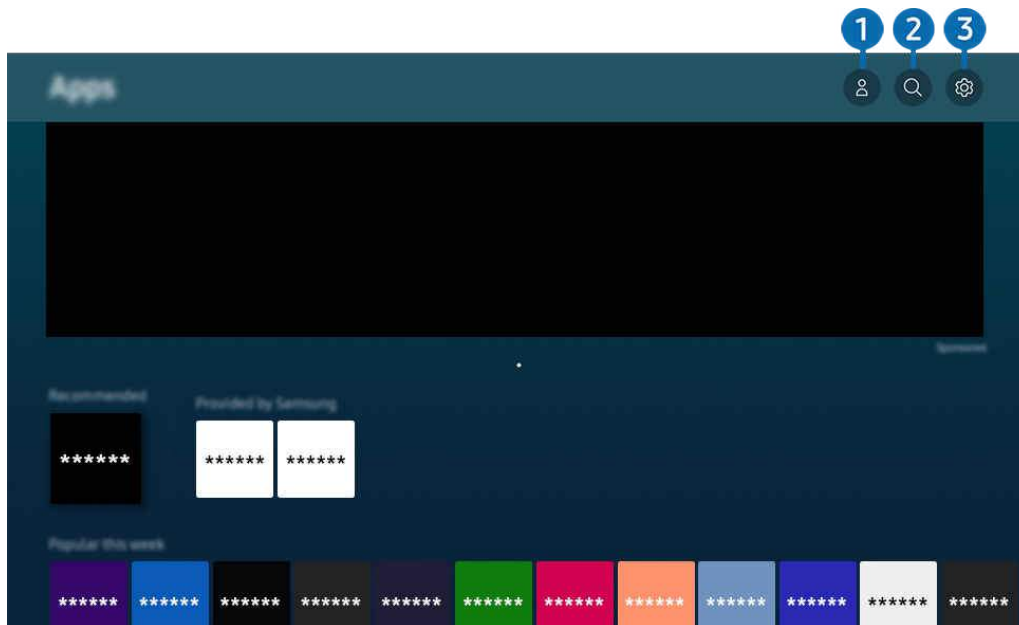 1 2 3
Apps
Sponsored
Recommended
Provided by Samsung
****** ****** ******
Popular this week
****** ****** ****** ****** ****** ****** ****** ****** ****** ****** ****** ******